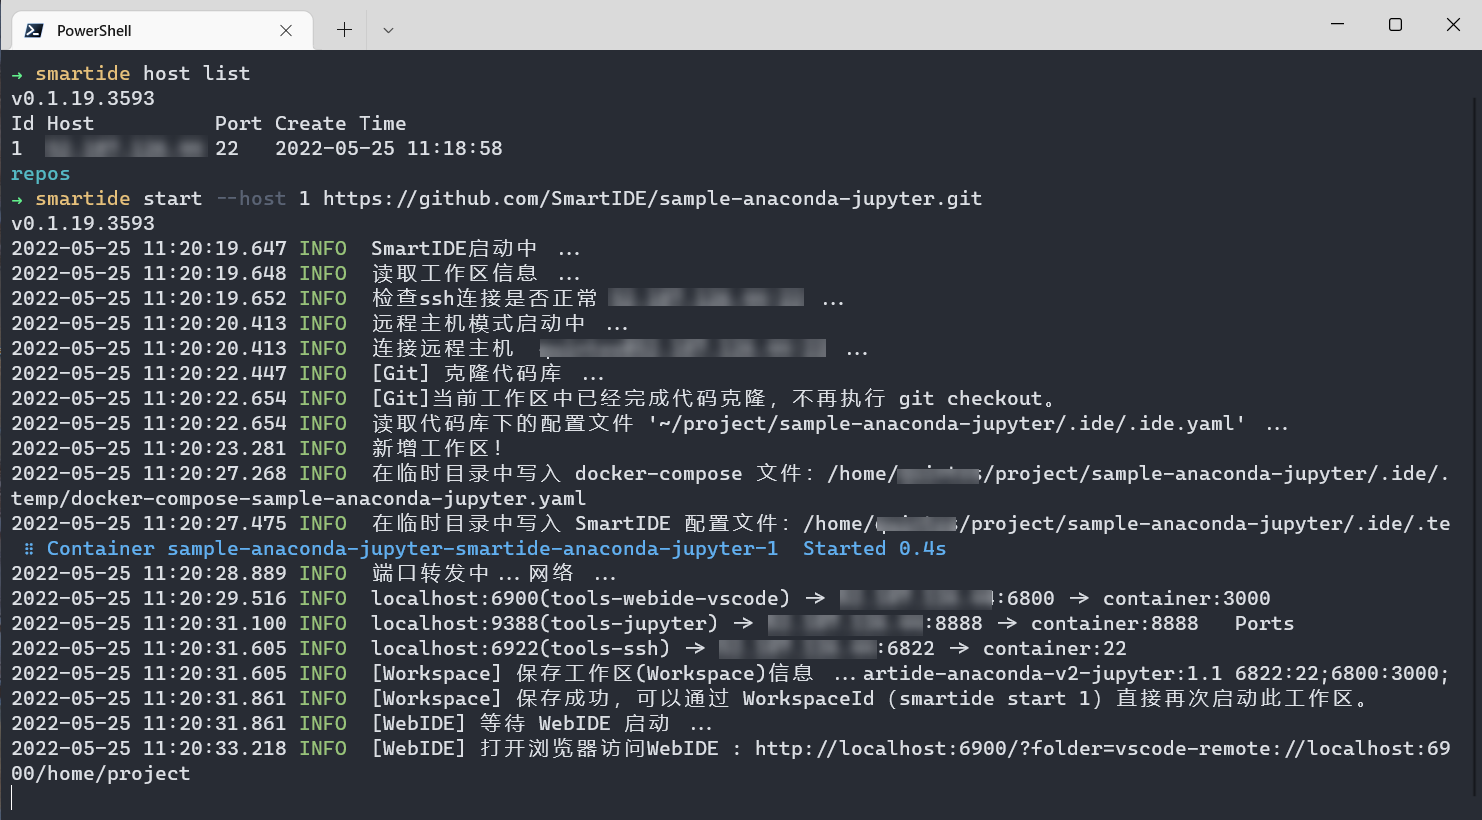 PowerShell
→ smartide host list
v0.1.19.3593
Id Host Port Create Time
1 22 2022-05-25 11:18:58
repos
→ smartide start --host 1 https://github.com/SmartIDE/sample-anaconda-jupyter.git
v0.1.19.3593
2022-05-25 11:20:19.647 INFO SmartIDE启动中 ...
2022-05-25 11:20:19.648 INFO 读取工作区信息 ...
2022-05-25 11:20:19.652 INFO 检查ssh连接是否正常 ...
2022-05-25 11:20:20.413 INFO 远程主机模式启动中 ...
2022-05-25 11:20:20.413 INFO 连接远程主机 ...
2022-05-25 11:20:22.447 INFO [Git] 克隆代码库 ...
2022-05-25 11:20:22.654 INFO [Git]当前工作区中已经完成代码克隆，不再执行 git checkout。
2022-05-25 11:20:22.654 INFO 读取代码库下的配置文件 '~/project/sample-anaconda-jupyter/.ide/.ide.yaml' ...
2022-05-25 11:20:23.281 INFO 新增工作区！
2022-05-25 11:20:27.268 INFO 在临时目录中写入 docker-compose 文件：/home/ /project/sample-anaconda-jupyter/.ide/.
temp/docker-compose-sample-anaconda-jupyter.yaml
2022-05-25 11:20:27.475 INFO 在临时目录中写入 SmartIDE 配置文件：/home/ /project/sample-anaconda-jupyter/.ide/.te
⠿ Container sample-anaconda-jupyter-smartide-anaconda-jupyter-1 Started 0.4s
2022-05-25 11:20:28.889 INFO 端口转发中...网络 ...
2022-05-25 11:20:29.516 INFO localhost:6900(tools-webide-vscode) -> :6800 -> container:3000
2022-05-25 11:20:31.100 INFO localhost:9388(tools-jupyter) -> :8888 -> container:8888 Ports
2022-05-25 11:20:31.605 INFO localhost:6922(tools-ssh) -> :6822 -> container:22
2022-05-25 11:20:31.605 INFO [Workspace] 保存工作区(Workspace)信息 ...artide-anaconda-v2-jupyter:1.1 6822:22;6800:3000;
2022-05-25 11:20:31.861 INFO [Workspace] 保存成功，可以通过 WorkspaceId（smartide start 1）直接再次启动此工作区。
2022-05-25 11:20:31.861 INFO [WebIDE] 等待 WebIDE 启动 ...
2022-05-25 11:20:33.218 INFO [WebIDE] 打开浏览器访问WebIDE : http://localhost:6900/?folder=vscode-remote://localhost:69
00/home/project